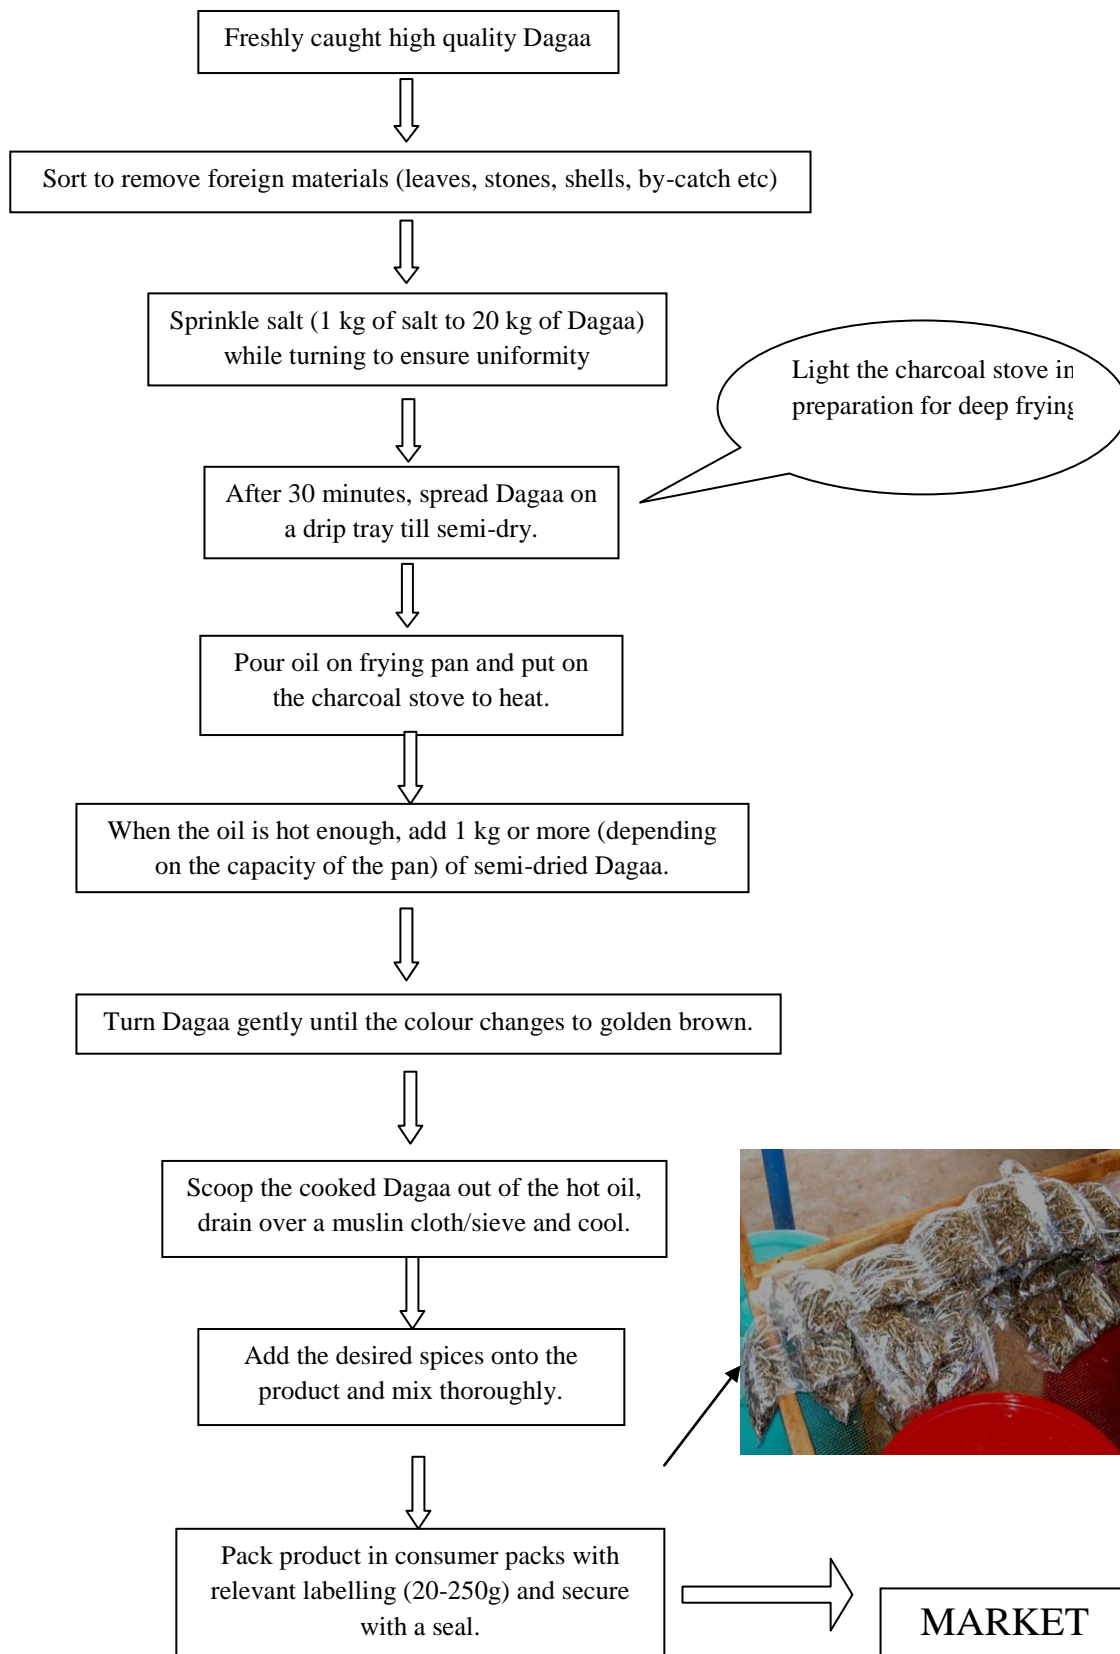 Freshly caught high quality Dagaa
Sort to remove foreign materials (leaves, stones, shells, by-catch etc)
Sprinkle salt (1 kg of salt to 20 kg of Dagaa)
while turning to ensure uniformity
Light the charcoal stove in
preparation for deep frying
After 30 minutes, spread Dagaa on
a drip tray till semi-dry.
Pour oil on frying pan and put on
the charcoal stove to heat.
When the oil is hot enough, add 1 kg or more (depending
on the capacity of the pan) of semi-dried Dagaa.
Turn Dagaa gently until the colour changes to golden brown.
Scoop the cooked Dagaa out of the hot oil,
drain over a muslin cloth/sieve and cool.
Add the desired spices onto the
product and mix thoroughly.
Pack product in consumer packs with
relevant labelling (20-250g) and secure
with a seal.
MARKET